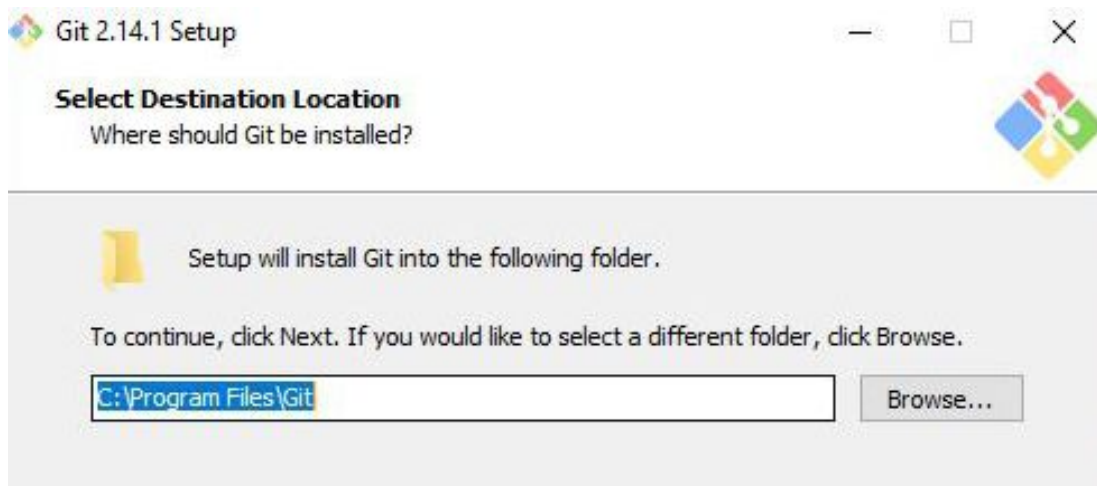 Git 2.14.1 Setup
Select Destination Location
Where should Git be installed?
Setup will install Git into the following folder.
To continue, click Next. If you would like to select a different folder, click Browse.
C:\Program Files\Git
Browse...